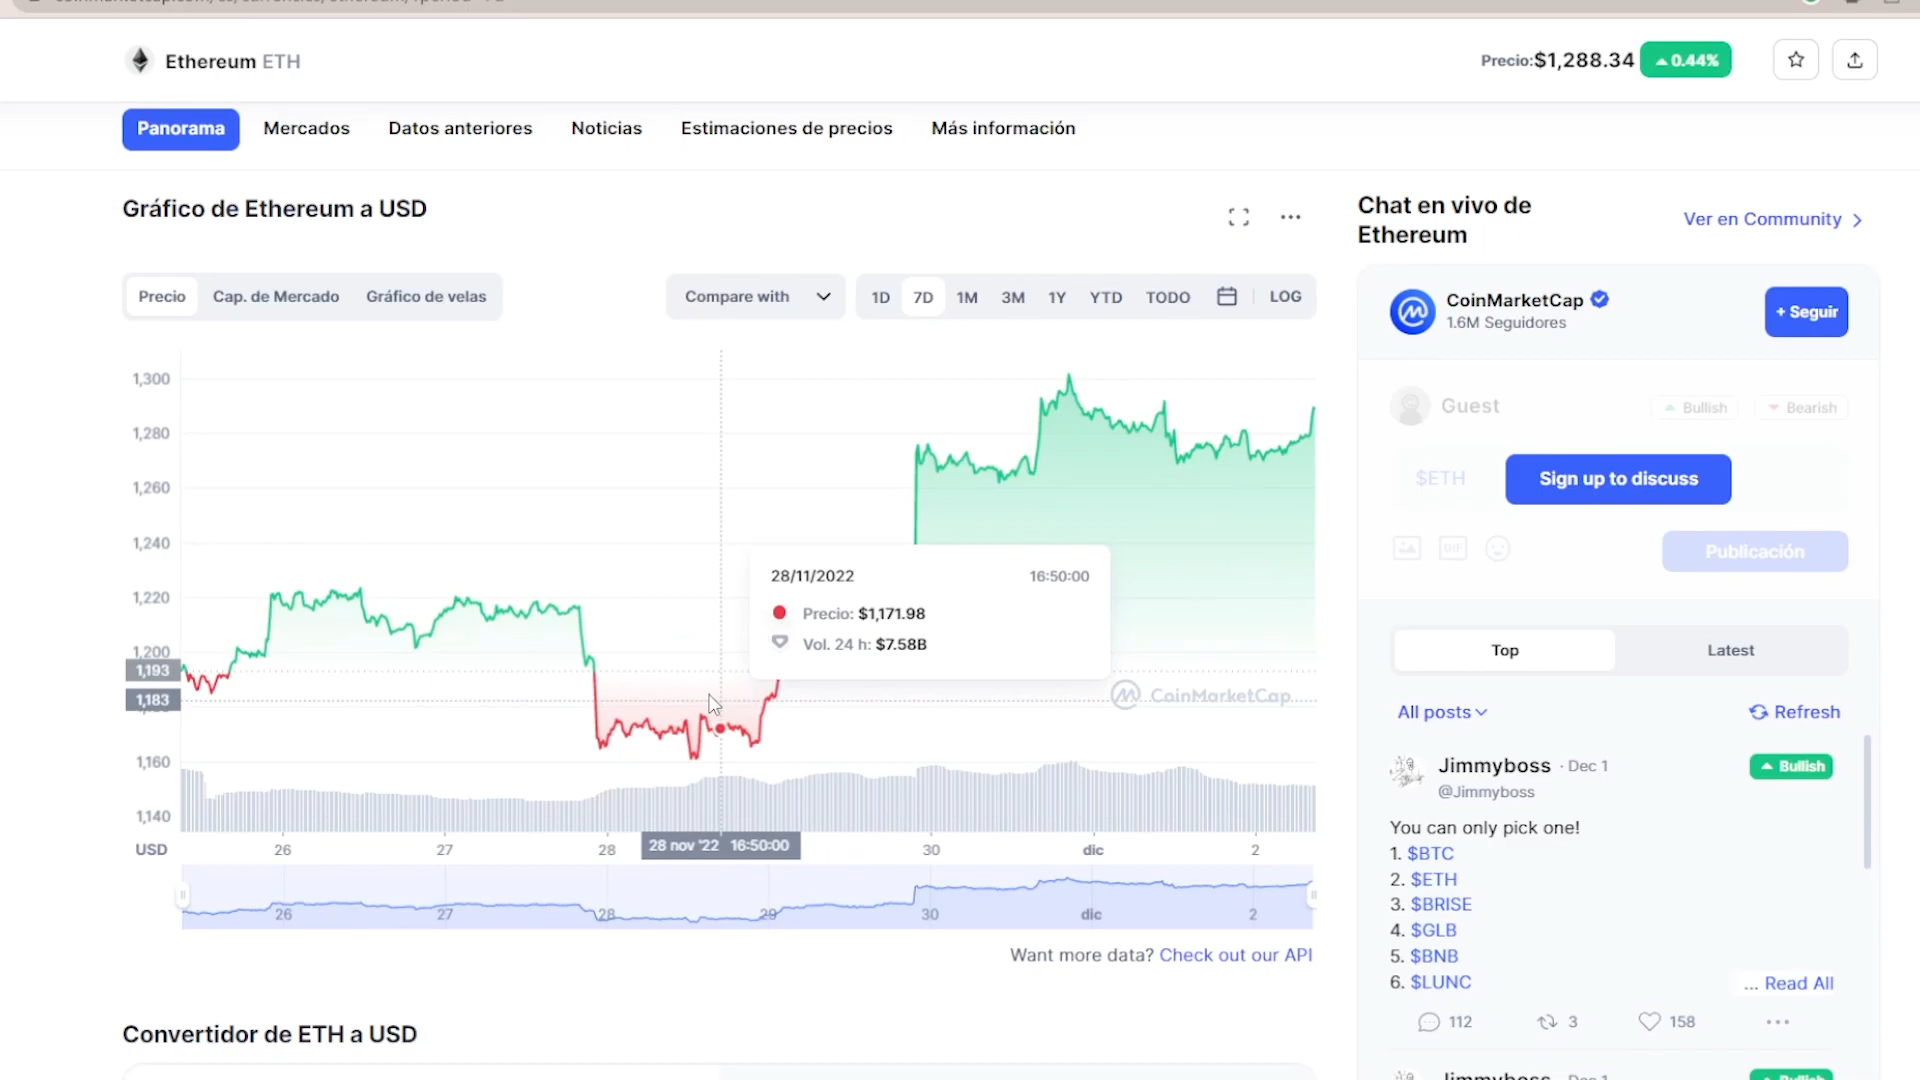 Ethereum ETH
Precio:$1,288.34 0.44%
Panorama Mercados Datos anteriores Noticias Estimaciones de precios Más información
Gráfico de Ethereum a USD
Precio Cap. de Mercado Gráfico de velas
Compare with
1D 7D 1M 3M 1Y YTD TODO LOG
1,300
1,280
1,260
1,240
1,220
1,200
1,193
1,183
1,160
1,140
28/11/2022 16:50:00
Precio: $1,171.98
Vol. 24 h: $7.58B
CoinMarketCap
USD 26 27 28 28 nov '22 16:50:00 30 dic 2
26 27 28 29 30 dic 2
Want more data? Check out our API
Convertidor de ETH a USD
Chat en vivo de
Ethereum
Ver en Community
CoinMarketCap
1.6M Seguidores
+ Seguir
Guest
Bullish Bearish
$ETH
Sign up to discuss
GIF
Publicación
Top Latest
All posts Refresh
Jimmyboss · Dec 1
Bullish
@Jimmyboss
You can only pick one!
1. $BTC
2. $ETH
3. $BRISE
4. $GLB
5. $BNB
6. $LUNC
... Read All
112 3 158